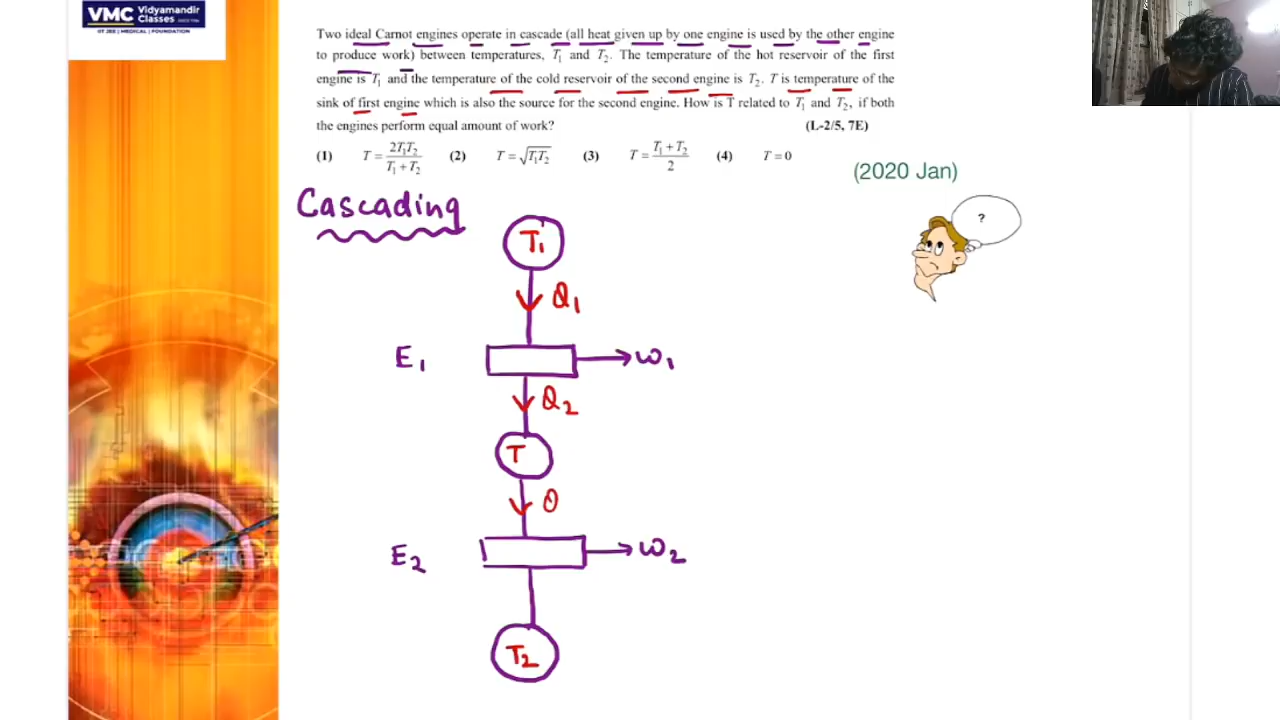 VMC Vidyamandir Classes
IIT JEE | MEDICAL | FOUNDATION
Two ideal Carnot engines operate in cascade (all heat given up by one engine is used by the other engine
to produce work) between temperatures, T₁ and T₂. The temperature of the hot reservoir of the first
engine is T₁ and the temperature of the cold reservoir of the second engine is T₂. T is temperature of the
sink of first engine which is also the source for the second engine. How is T related to T₁ and T₂, if both
the engines perform equal amount of work? (L-2/5, 7E)
(1) T = 2T₁T₂ / T₁ + T₂ (2) T = √T₁T₂ (3) T = T₁ + T₂ / 2 (4) T = 0
(2020 Jan)
?
Cascading
T₁
Q₁
E₁ W₁
Q₂
T
Q
E₂ W₂
T₂